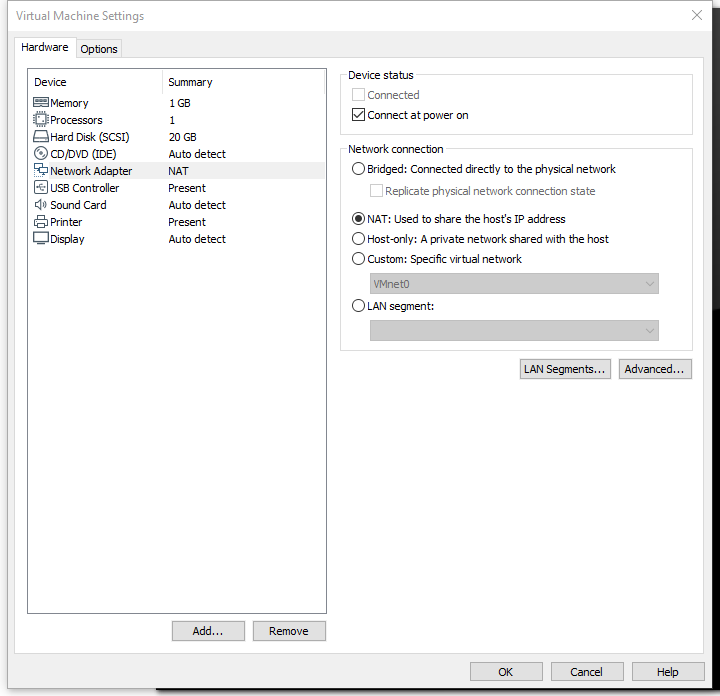 Virtual Machine Settings
Hardware
Options
Device Summary
Memory 1 GB
Processors 1
Hard Disk (SCSI) 20 GB
CD/DVD (IDE) Auto detect
Network Adapter NAT
USB Controller Present
Sound Card Auto detect
Printer Present
Display Auto detect
Add...
Remove
Device status
Connected
Connect at power on
Network connection
Bridged: Connected directly to the physical network
Replicate physical network connection state
NAT: Used to share the host's IP address
Host-only: A private network shared with the host
Custom: Specific virtual network
VMnet0
LAN segment:
LAN Segments...
Advanced...
OK
Cancel
Help